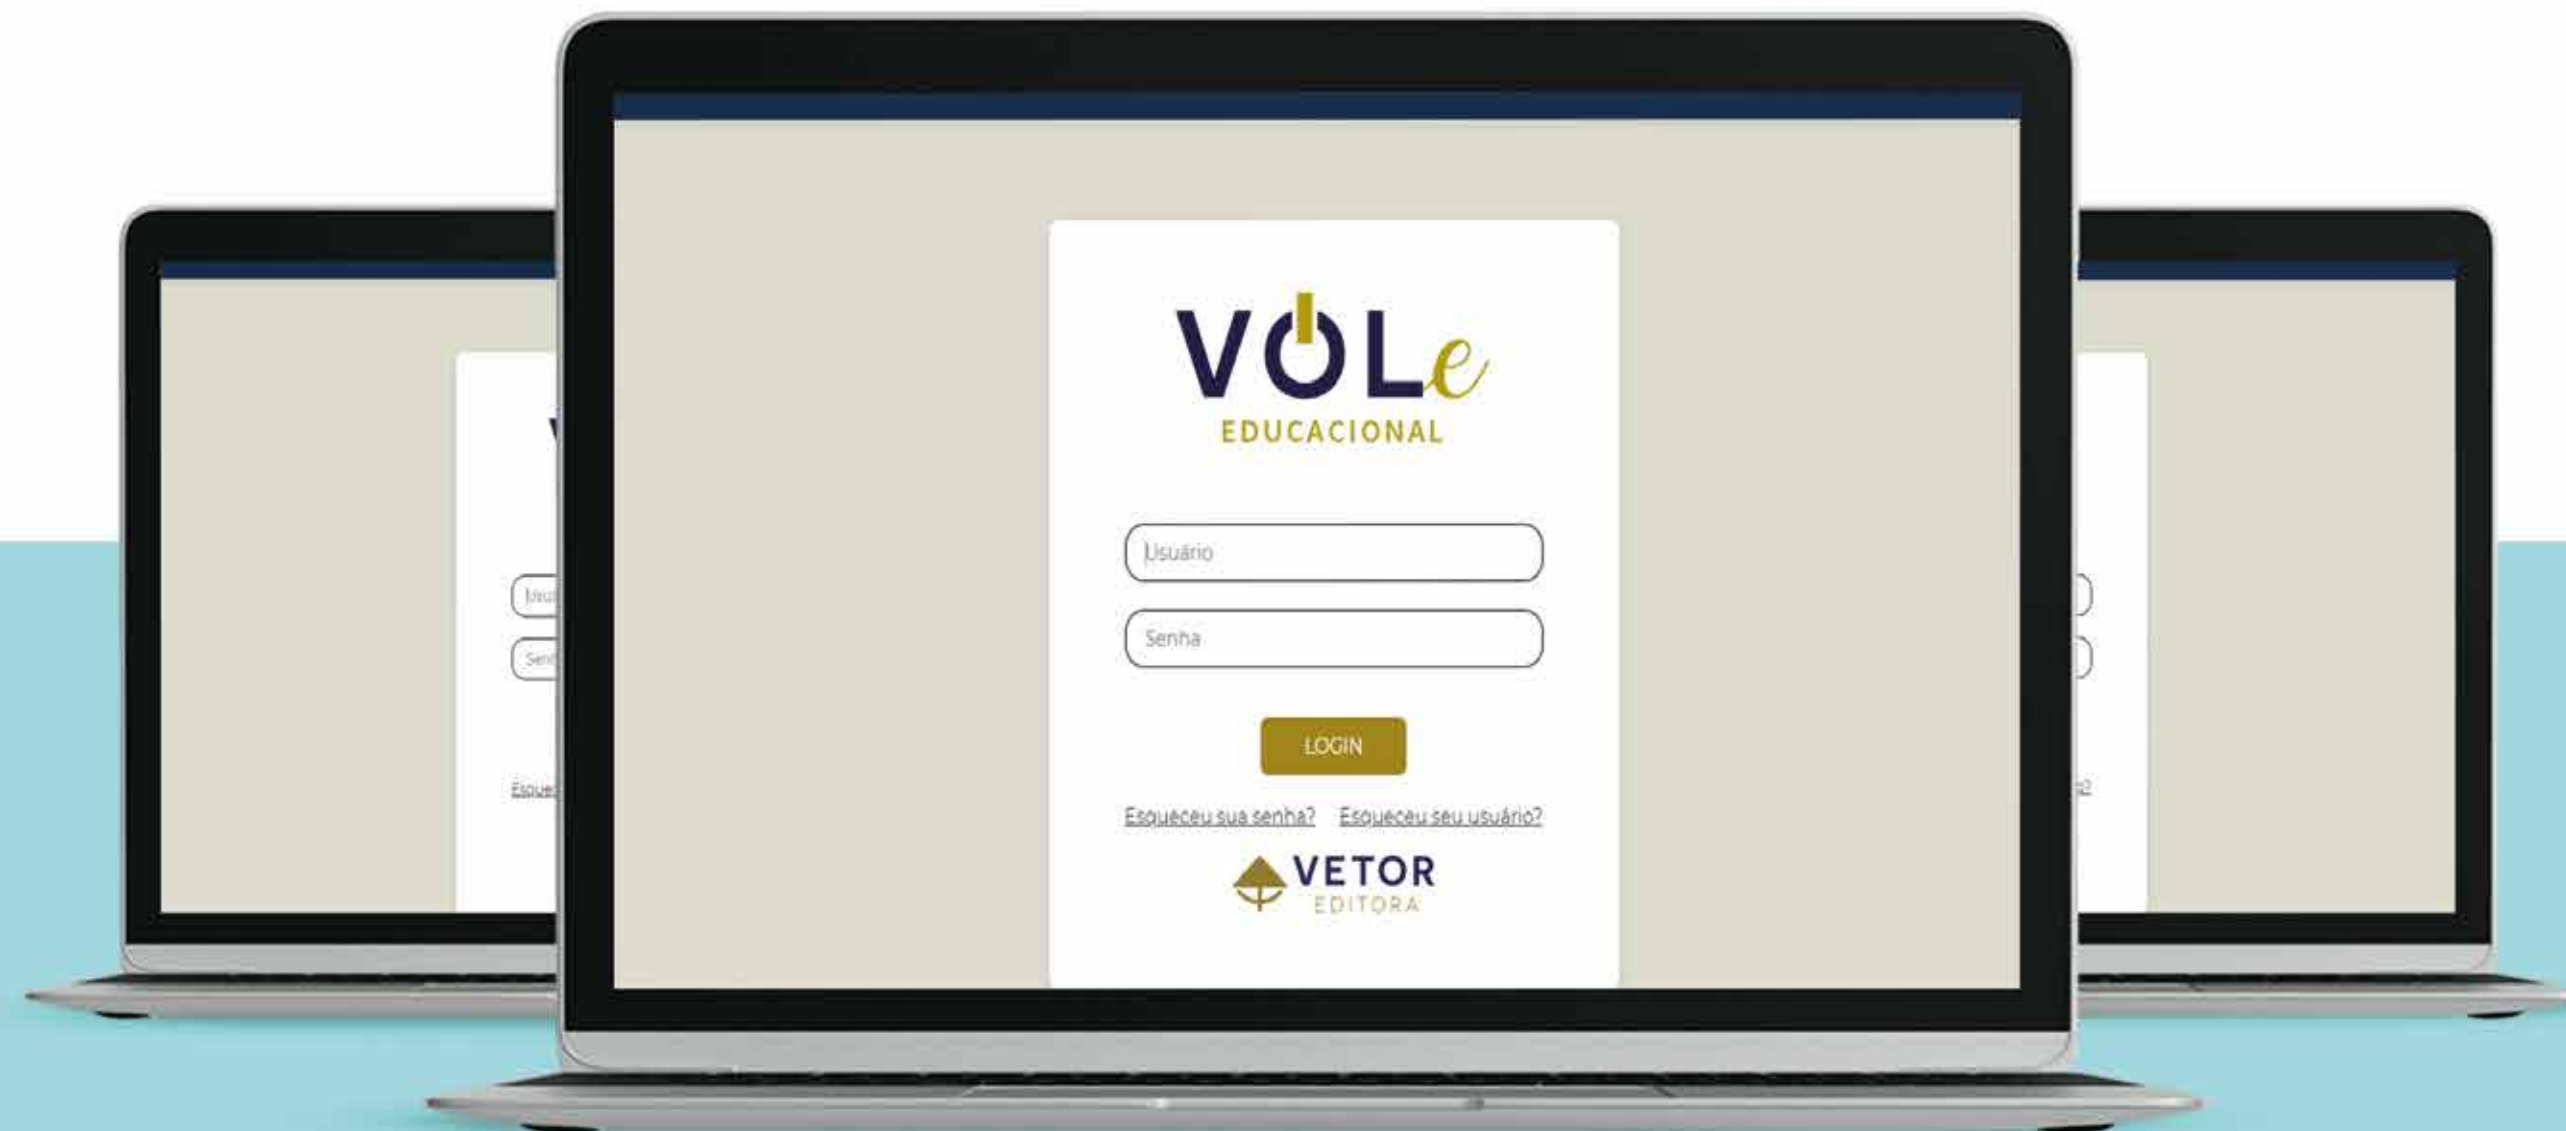 VOLe
EDUCACIONAL
Usuário
Senha
LOGIN
Esqueceu sua senha? Esqueceu seu usuário?
VETOR
EDITORA